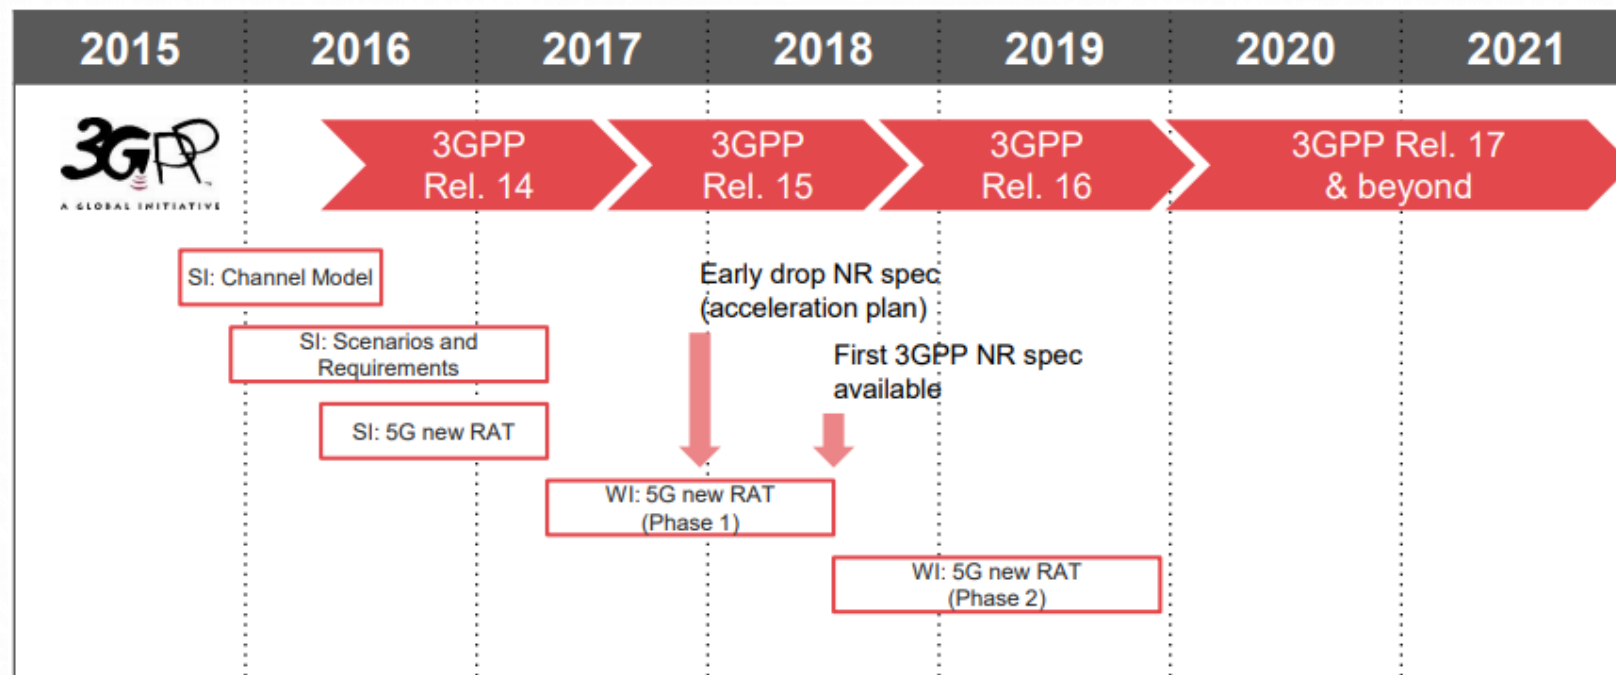 2015 2016 2017 2018 2019 2020 2021
3GPP
A GLOBAL INITIATIVE
3GPP
Rel. 14
3GPP
Rel. 15
3GPP
Rel. 16
3GPP Rel. 17
& beyond
SI: Channel Model
Early drop NR spec
(acceleration plan)
SI: Scenarios and
Requirements
First 3GPP NR spec
available
SI: 5G new RAT
WI: 5G new RAT
(Phase 1)
WI: 5G new RAT
(Phase 2)